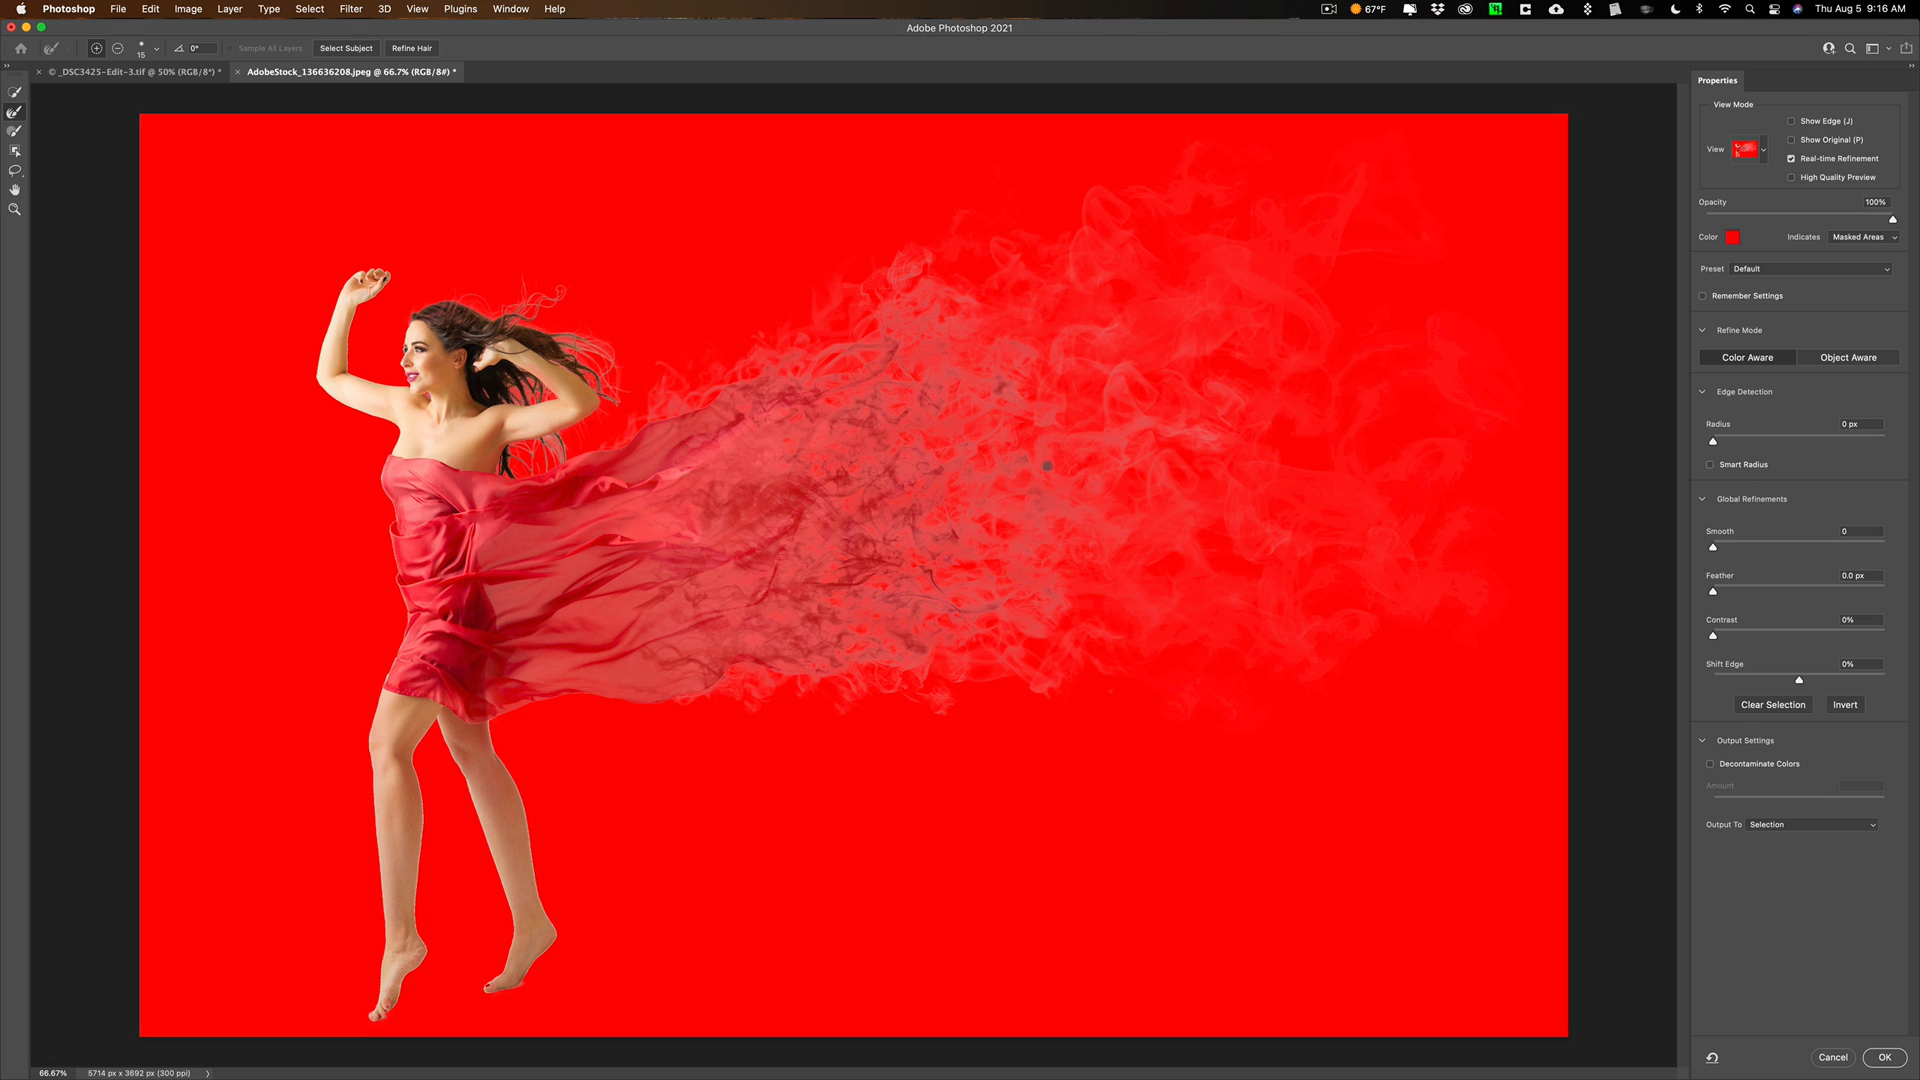 Photoshop File Edit Image Layer Type Select Filter 3D View Plugins Window Help 67°F Thu Aug 5 9:16 AM
Adobe Photoshop 2021
15 0° Sample All Layers Select Subject Refine Hair
× © _DSC3425-Edit-3.tif @ 50% (RGB/8*) * × AdobeStock_136636208.jpeg @ 66.7% (RGB/8#) *
Properties
View Mode
Show Edge (J)
Show Original (P)
View
Real-time Refinement
High Quality Preview
Opacity 100%
Color Indicates Masked Areas
Preset Default
Remember Settings
Refine Mode
Color Aware Object Aware
Edge Detection
Radius 0 px
Smart Radius
Global Refinements
Smooth 0
Feather 0.0 px
Contrast 0%
Shift Edge 0%
Clear Selection Invert
Output Settings
Decontaminate Colors
Amount
Output To Selection
Cancel OK
66.67% 5714 px x 3692 px (300 ppi)